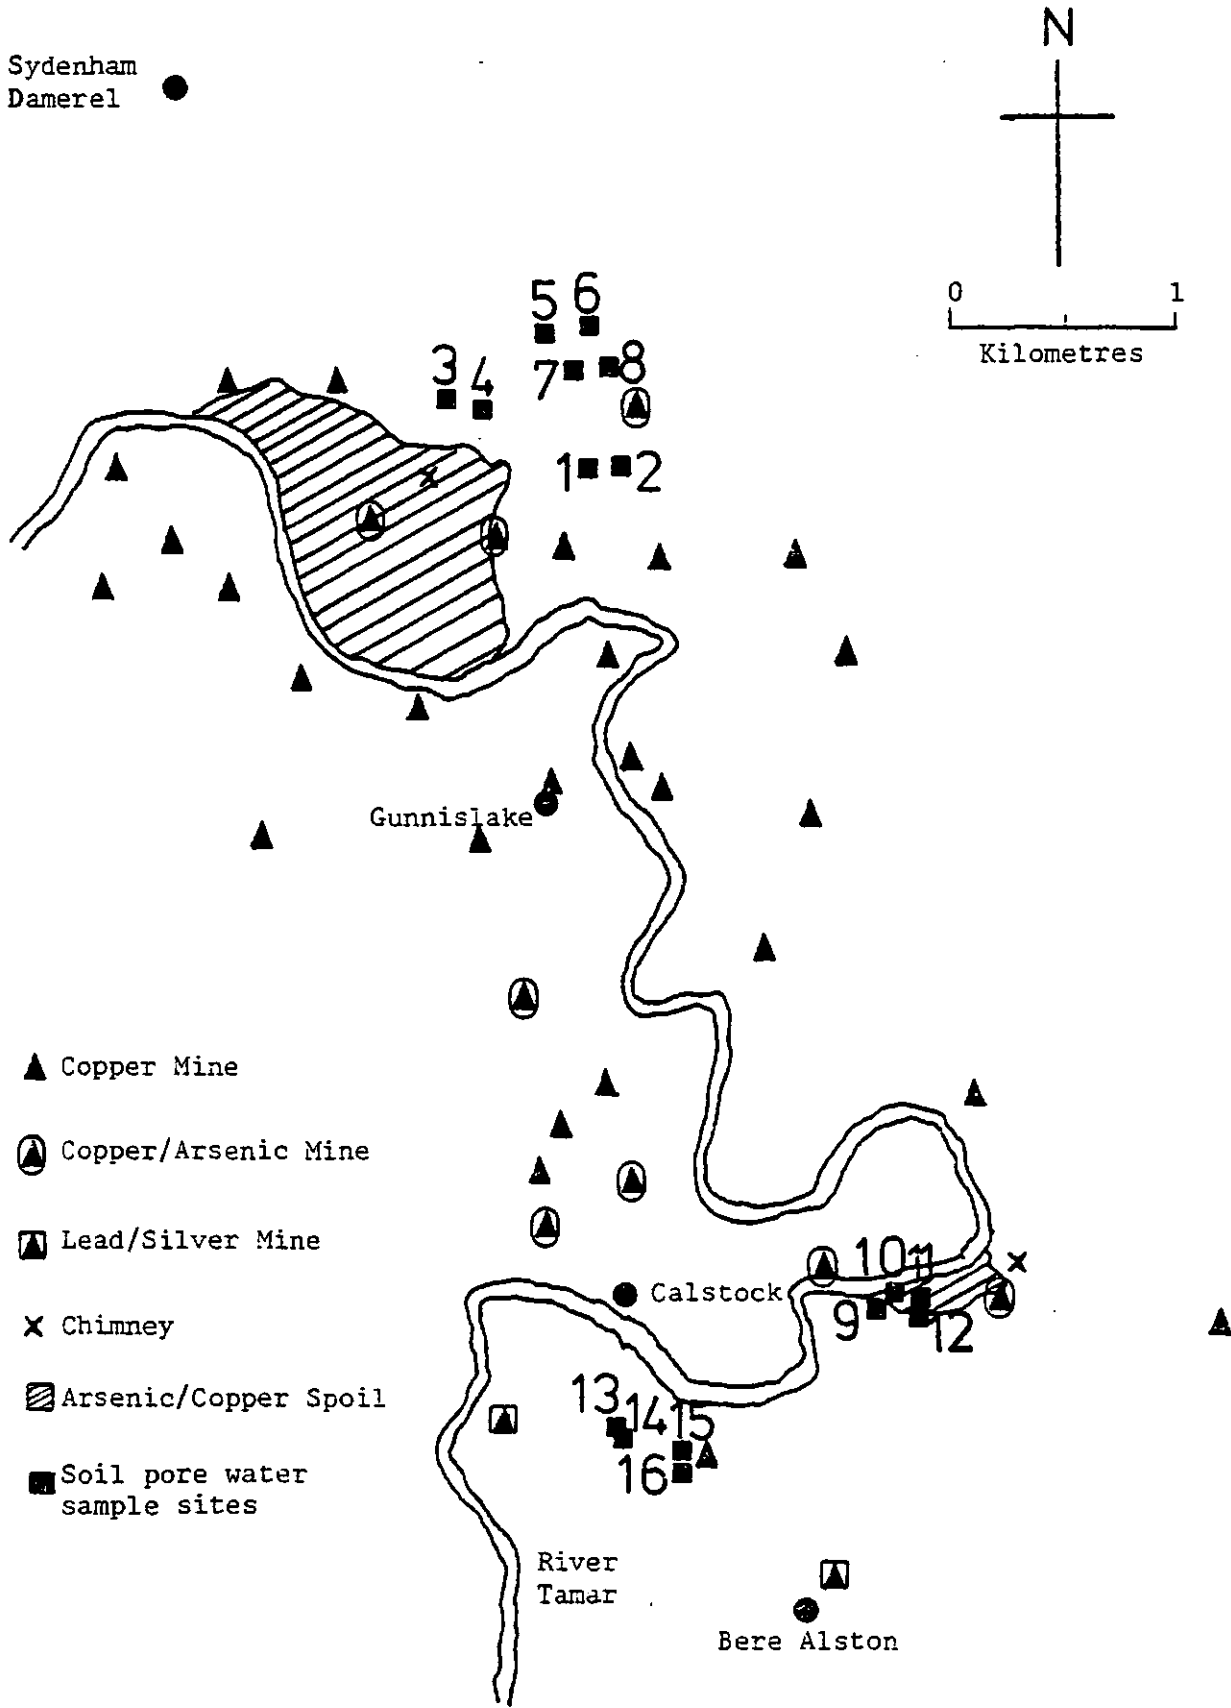 N
Sydenham
Damerel
0 1
Kilometres
5 6
3 4 7 8
1 2
Gunnislake
Copper Mine
Copper/Arsenic Mine
Lead/Silver Mine
Calstock
10 11
9 12
Chimney
Arsenic/Copper Spoil
13 14 15
16
Soil pore water
sample sites
River
Tamar
Bere Alston